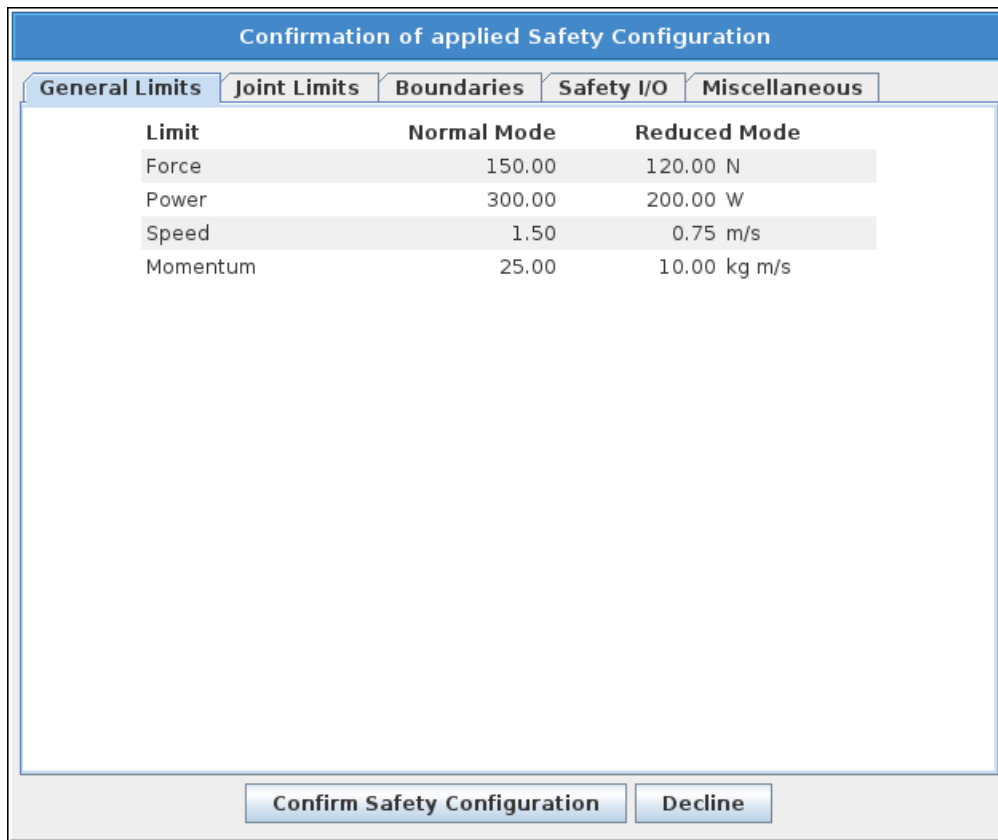 Confirmation of applied Safety Configuration
General Limits Joint Limits Boundaries Safety I/O Miscellaneous
Limit Normal Mode Reduced Mode
Force 150.00 120.00 N
Power 300.00 200.00 W
Speed 1.50 0.75 m/s
Momentum 25.00 10.00 kg m/s
Confirm Safety Configuration Decline